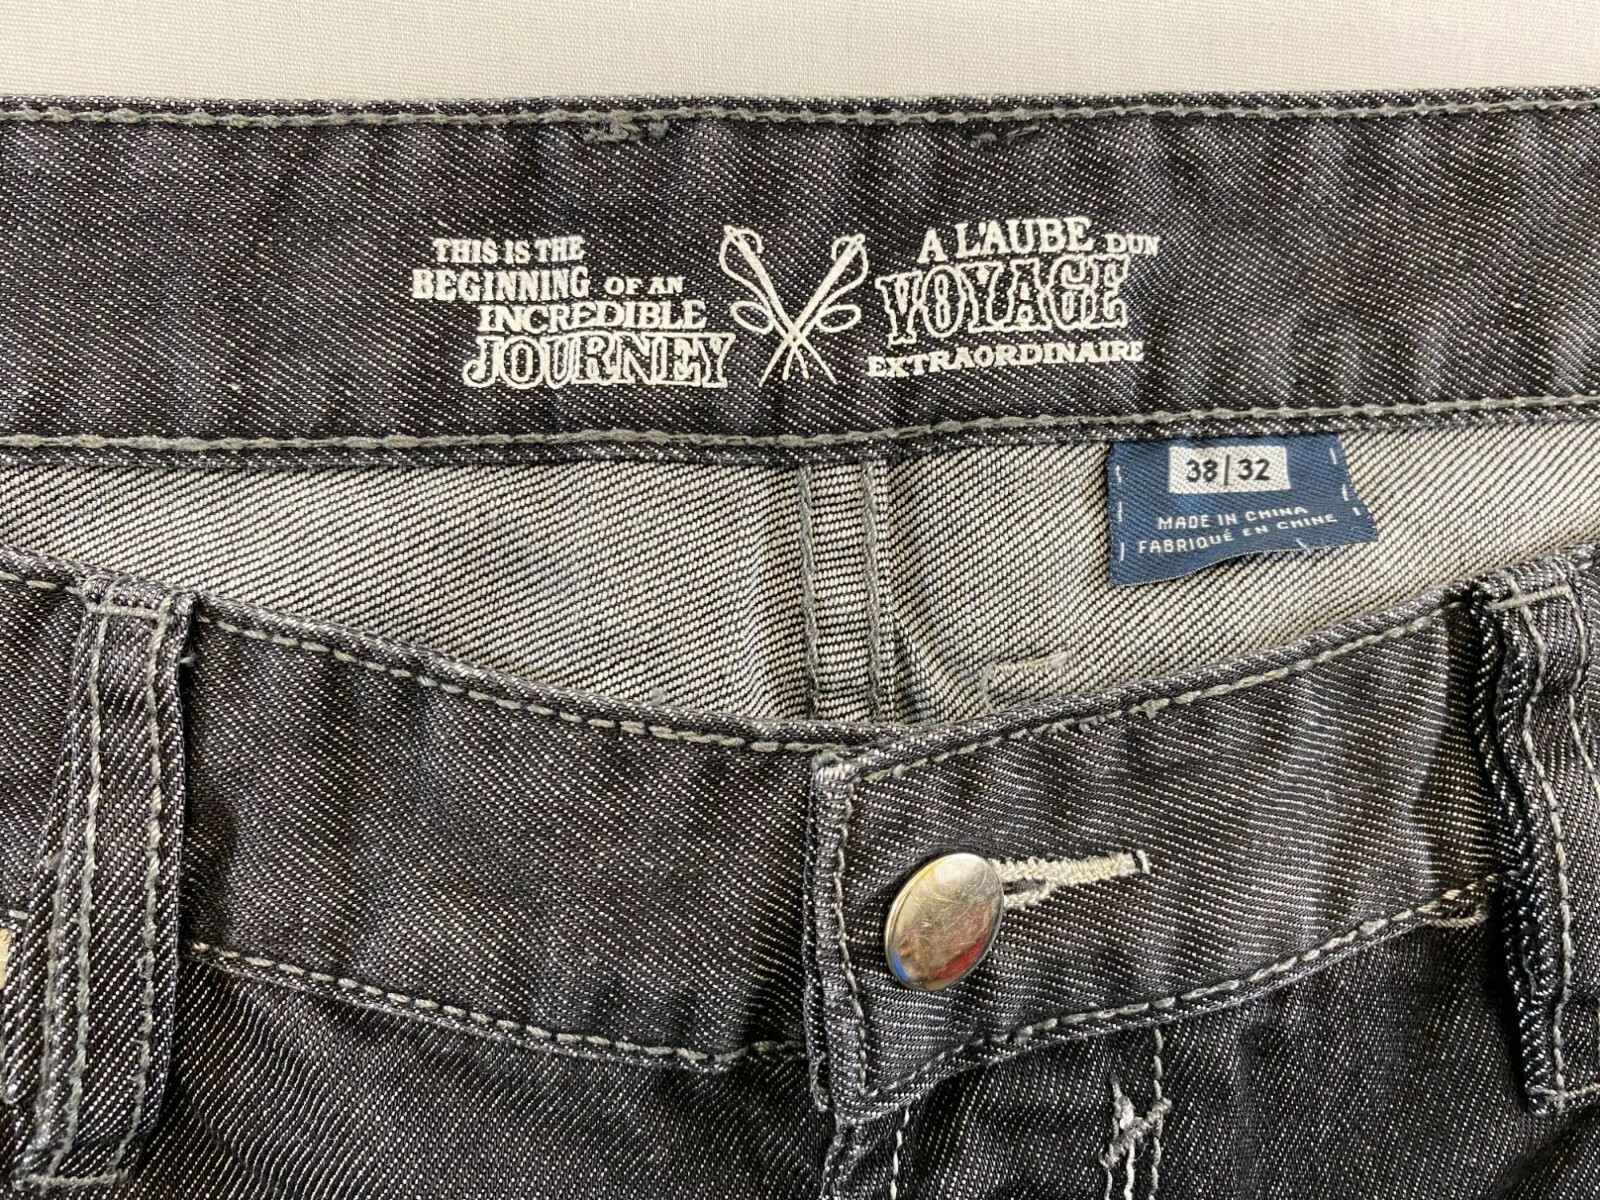 THIS IS THE
BEGINNING OF AN
INCREDIBLE
JOURNEY
A L'AUBE DUN
VOYAGE
EXTRAORDINAIRE
38/32
MADE IN CHINA
FABRIQUÉ EN CHINE